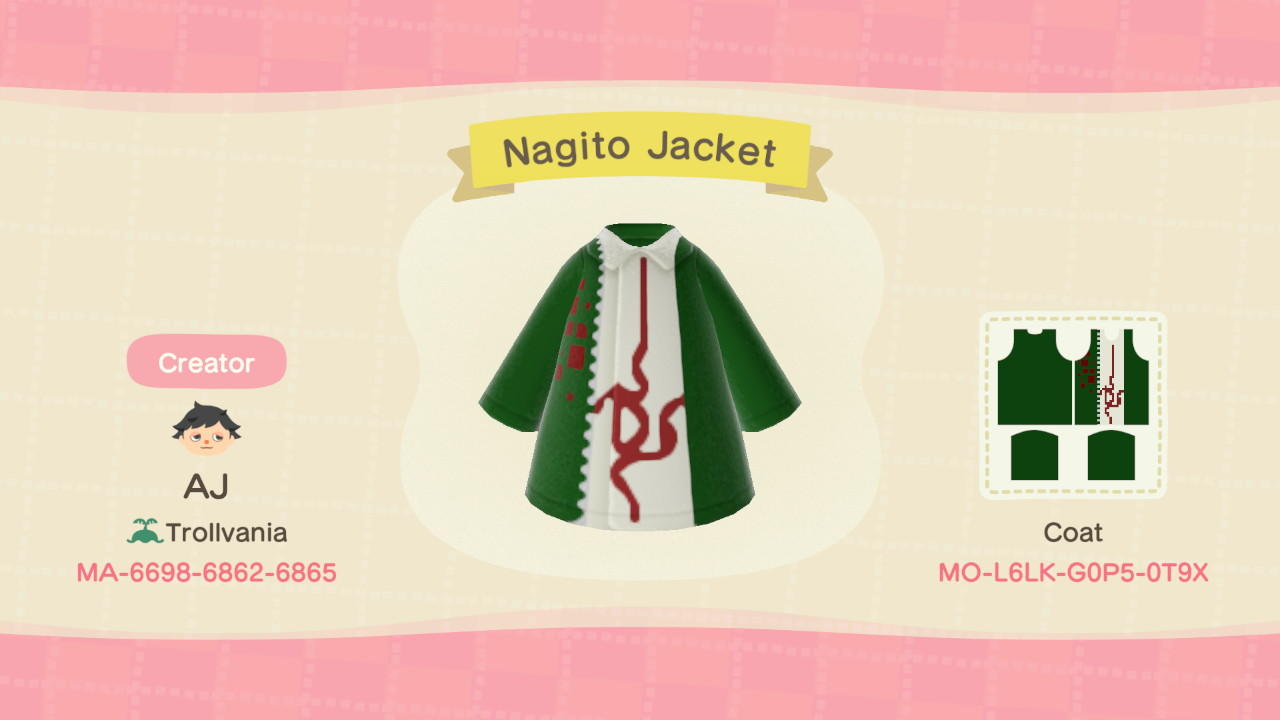 Nagito Jacket
Creator
AJ
Trollvania
MA-6698-6862-6865
Coat
MO-L6LK-G0P5-0T9X